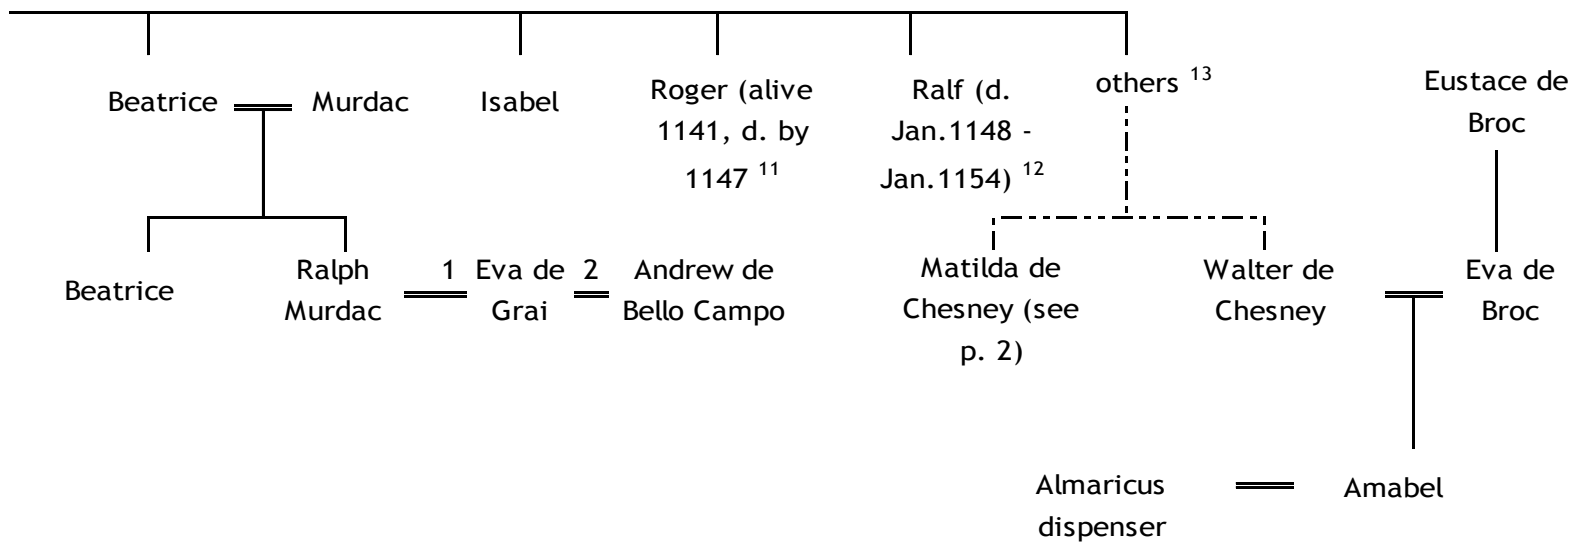 Beatrice
Murdac
Isabel
Roger (alive
1141, d. by
1147 11
Ralf (d.
Jan.1148 -
Jan.1154) 12
others 13
Eustace de
Broc
Beatrice
Ralph
Murdac
1
Eva de
Grai
2
Andrew de
Bello Campo
Matilda de
Chesney (see
p. 2)
Walter de
Chesney
Eva de
Broc
Almaricus
dispenser
Amabel